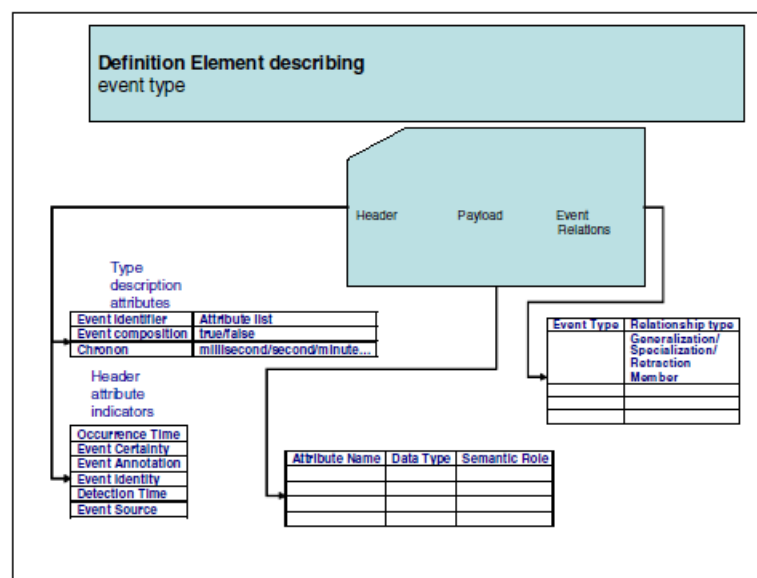 Definition Element describing
event type
Header Payload Event
Relations
Type
description
attributes
Event Identifier Attribute list
Event composition true/false
Chronon millisecond/second/minute...
Header
attribute
indicators
Occurrence Time
Event Certainty
Event Annotation
Event Identity
Detection Time
Event Source
Attribute Name Data Type Semantic Role
Event Type Relationship type
Generalization/
Specialization/
Retraction
Member